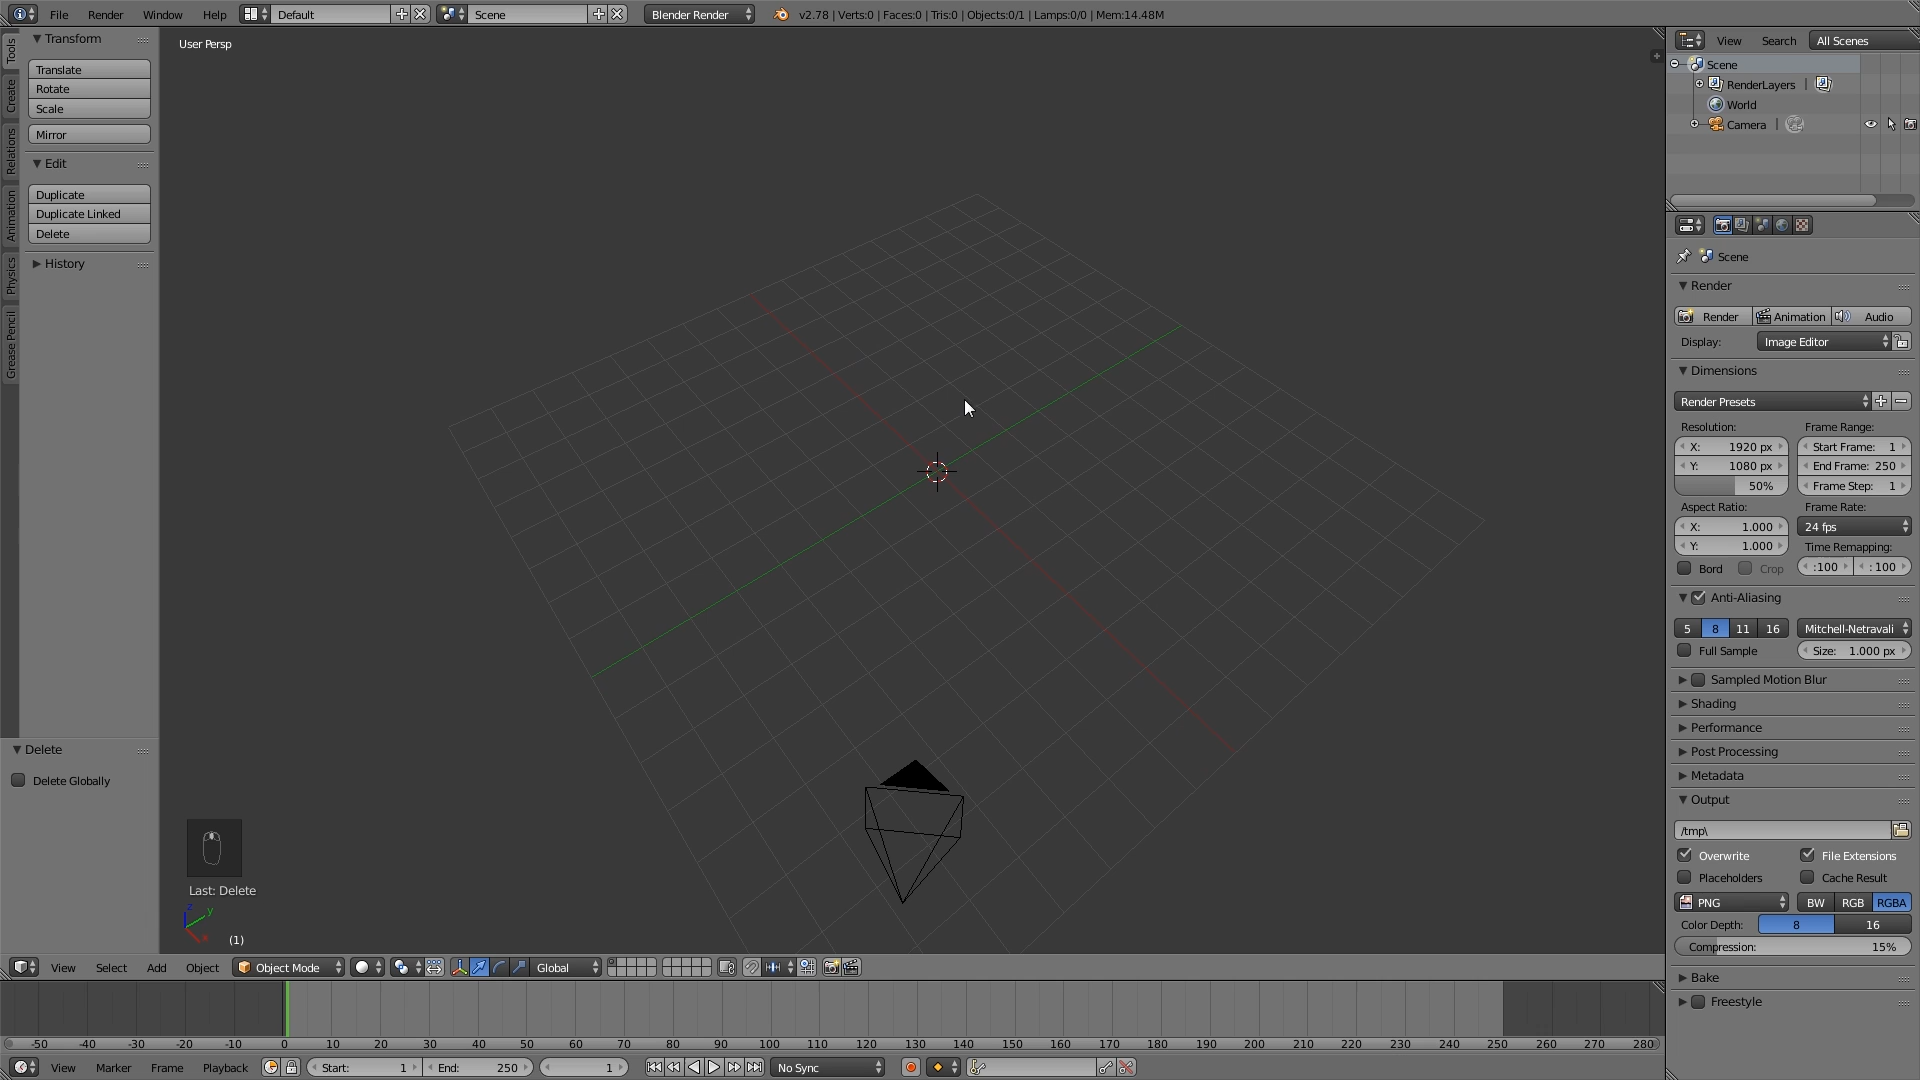 File Render Window Help Default Scene Blender Render v2.78 | Verts:0 | Faces:0 | Tris:0 | Objects:0/1 | Lamps:0/0 | Mem:14.48M
Tools
Create
Relations
Animation
Physics
Grease Pencil
Transform
Translate
Rotate
Scale
Mirror
Edit
Duplicate
Duplicate Linked
Delete
History
Delete
Delete Globally
User Persp
Last: Delete
z
y
x
(1)
View Search All Scenes
Scene
RenderLayers |
World
Camera |
Scene
Render
Render Animation Audio
Display: Image Editor
Dimensions
Render Presets
Resolution: Frame Range:
X: 1920 px Start Frame: 1
Y: 1080 px End Frame: 250
50% Frame Step: 1
Aspect Ratio: Frame Rate:
X: 1.000 24 fps
Y: 1.000 Time Remapping:
Bord Crop :100 : 100
Anti-Aliasing
5 8 11 16 Mitchell-Netravali
Full Sample Size: 1.000 px
Sampled Motion Blur
Shading
Performance
Post Processing
Metadata
Output
/tmp\
Overwrite File Extensions
Placeholders Cache Result
PNG BW RGB RGBA
Color Depth: 8 16
Compression: 15%
Bake
Freestyle
View Select Add Object Object Mode Global
-50 -40 -30 -20 -10 0 10 20 30 40 50 60 70 80 90 100 110 120 130 140 150 160 170 180 190 200 210 220 230 240 250 260 270 280
View Marker Frame Playback Start: 1 End: 250 1 No Sync